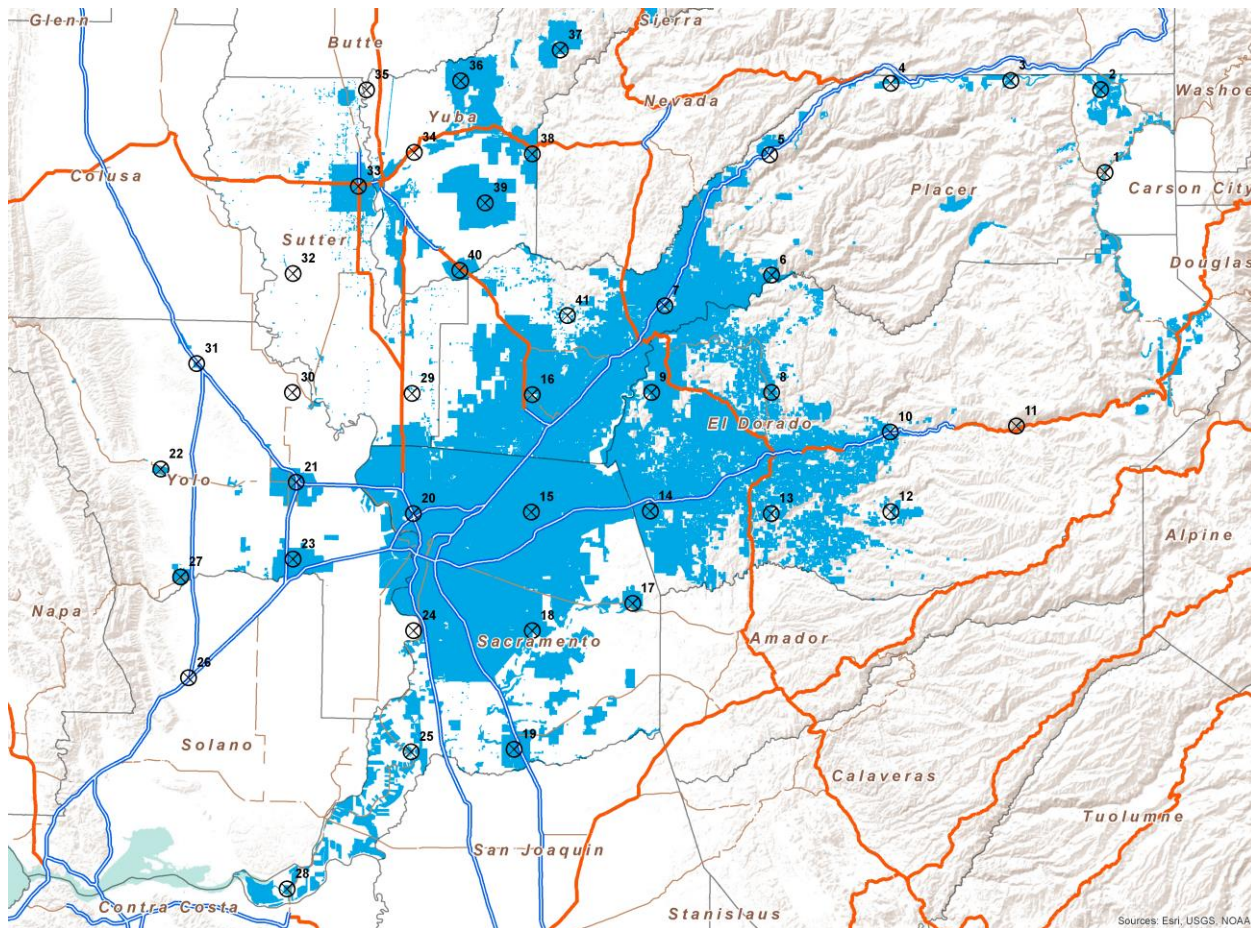 Glenn
Sierra
Butte
37
36
35
4
3
2
Washoe
Nevada
Yuba
34
38
5
Colusa
33
39
1
Placer
Carson City
Sutter
32
40
6
Douglas
41
7
31
30
29
16
9
8
El Dorado
10
11
22
Yolo
21
20
15
14
13
12
23
27
Alpine
17
Napa
24
18
Sacramento
Amador
26
Solano
25
19
Calaveras
Tuolumne
San Joaquin
28
Contra Costa
Stanislaus
Sources: Esri, USGS, NOAA